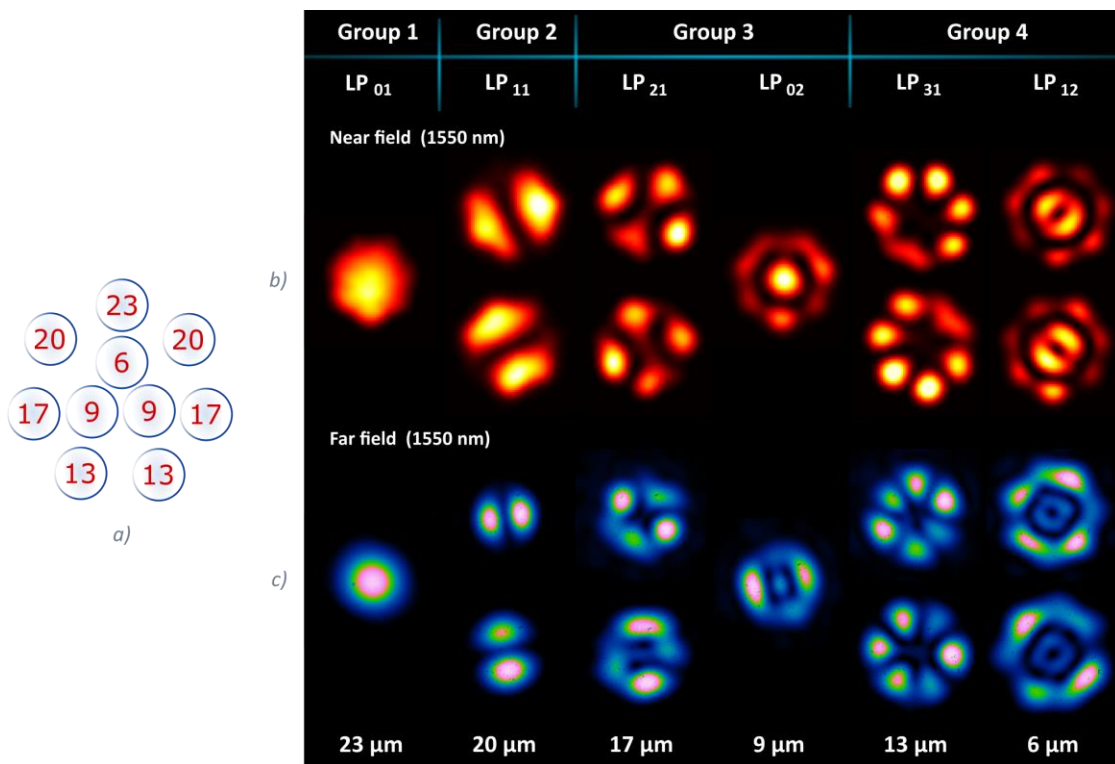 Group 1 Group 2 Group 3 Group 4
LP 01 LP 11 LP 21 LP 02 LP 31 LP 12
Near field (1550 nm)
b)
23
20 20
6
17 9 9 17
13 13
a)
Far field (1550 nm)
c)
23 µm 20 µm 17 µm 9 µm 13 µm 6 µm